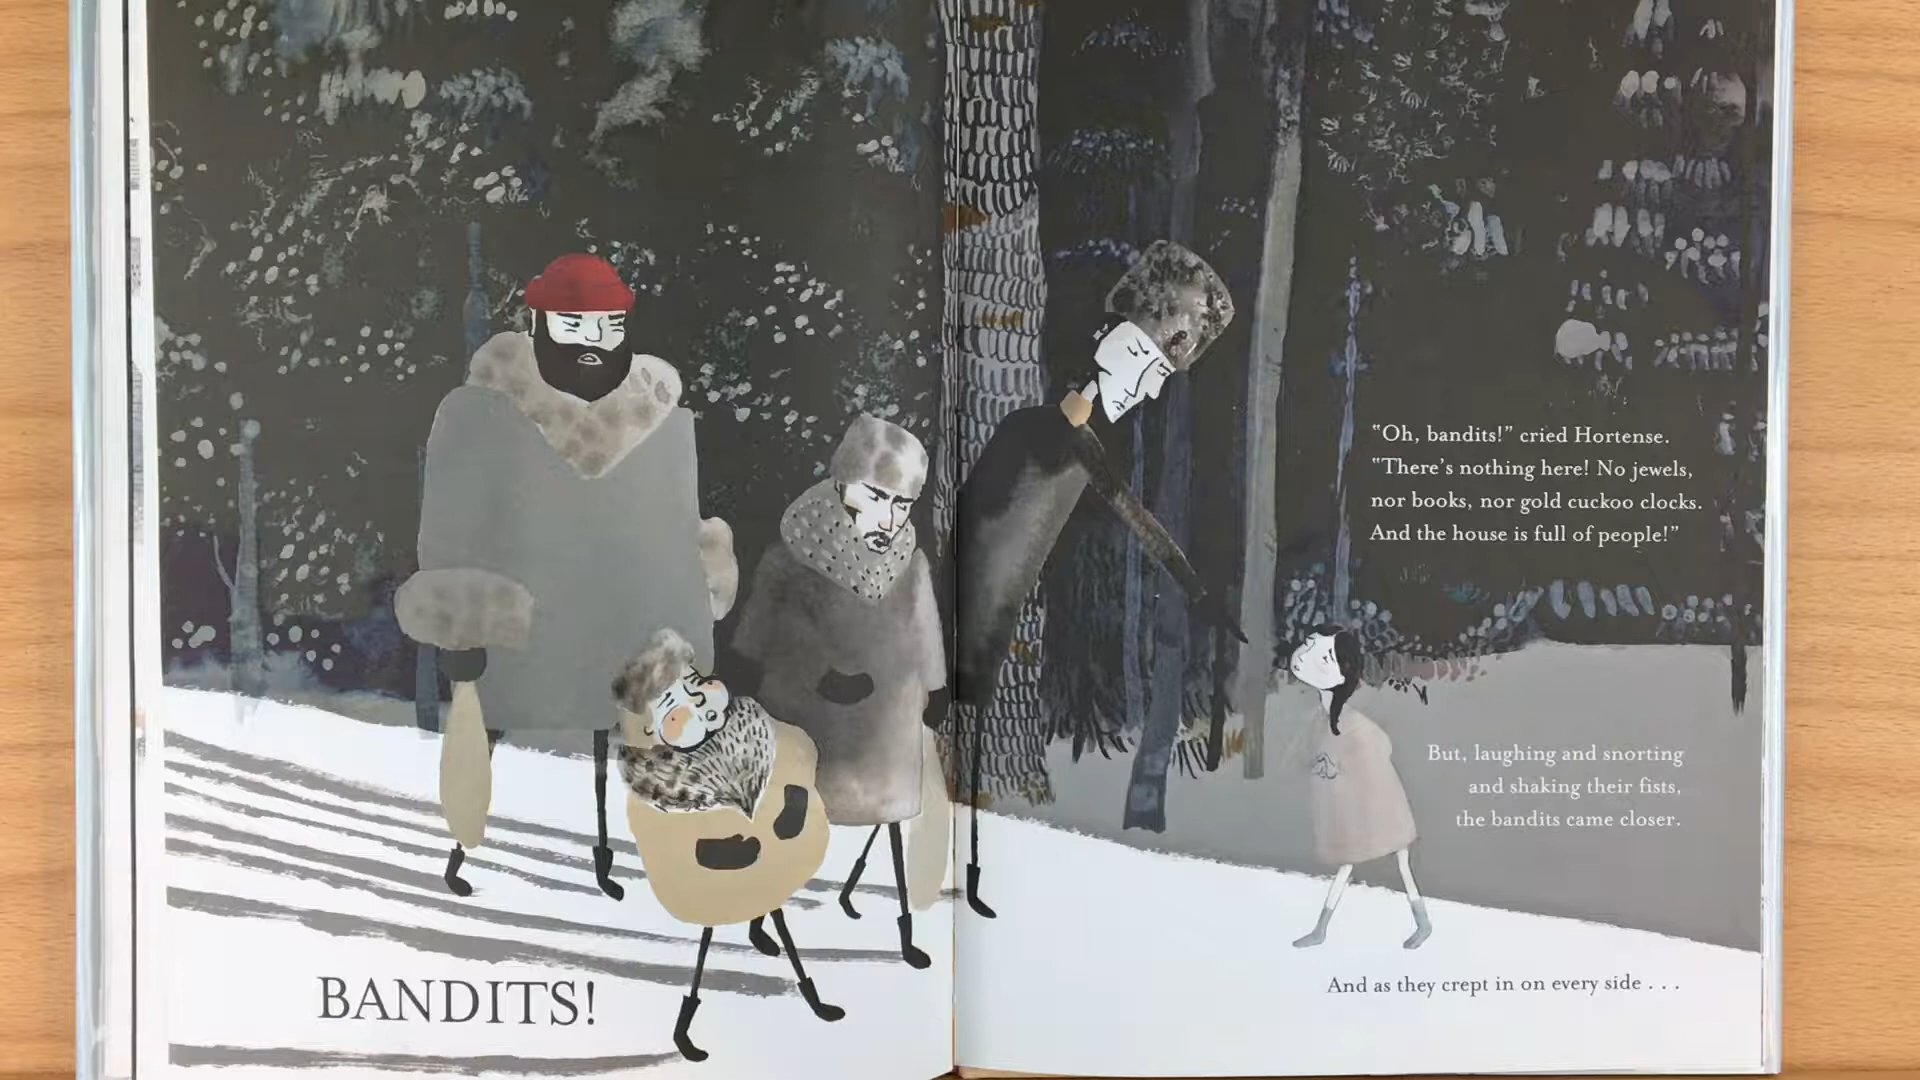 BANDITS!
"Oh, bandits!" cried Hortense.
"There's nothing here! No jewels,
nor books, nor gold cuckoo clocks.
And the house is full of people!"
But, laughing and snorting
and shaking their fists,
the bandits came closer.
And as they crept in on every side . . .